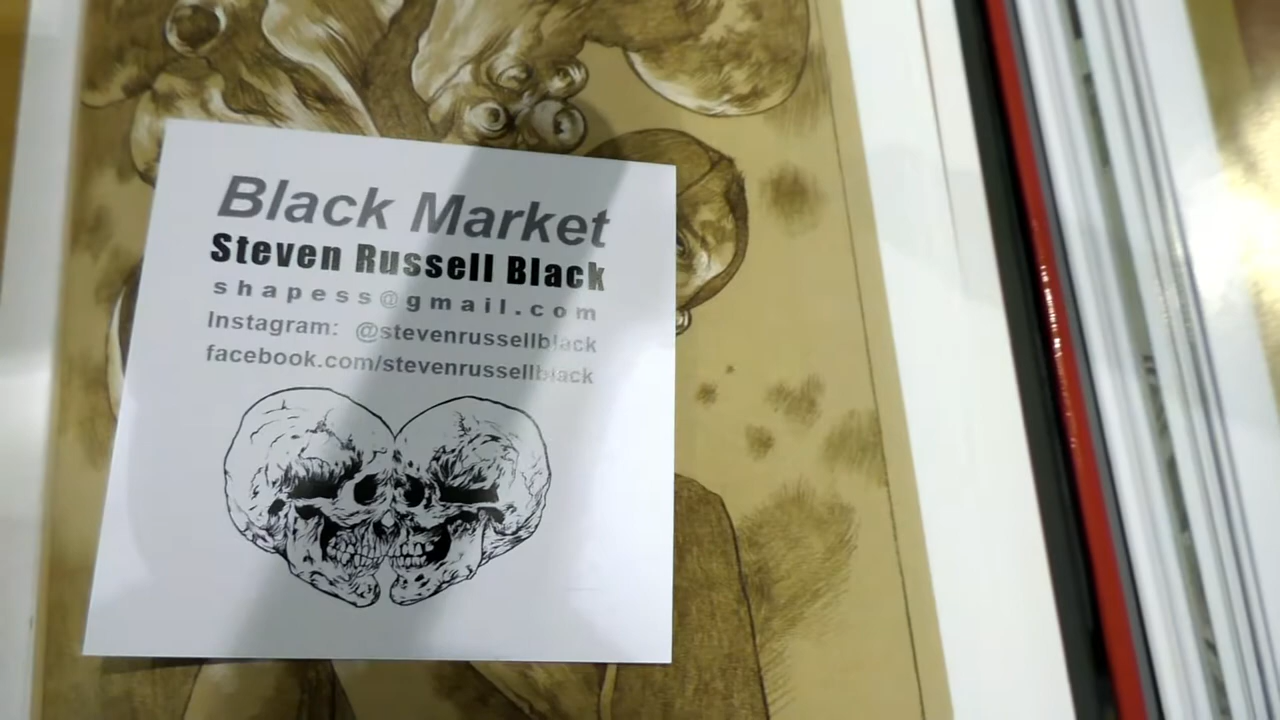 Black Market
Steven Russell Black
shapess@gmail.com
Instagram: @stevenrussellblack
facebook.com/stevenrussellblack